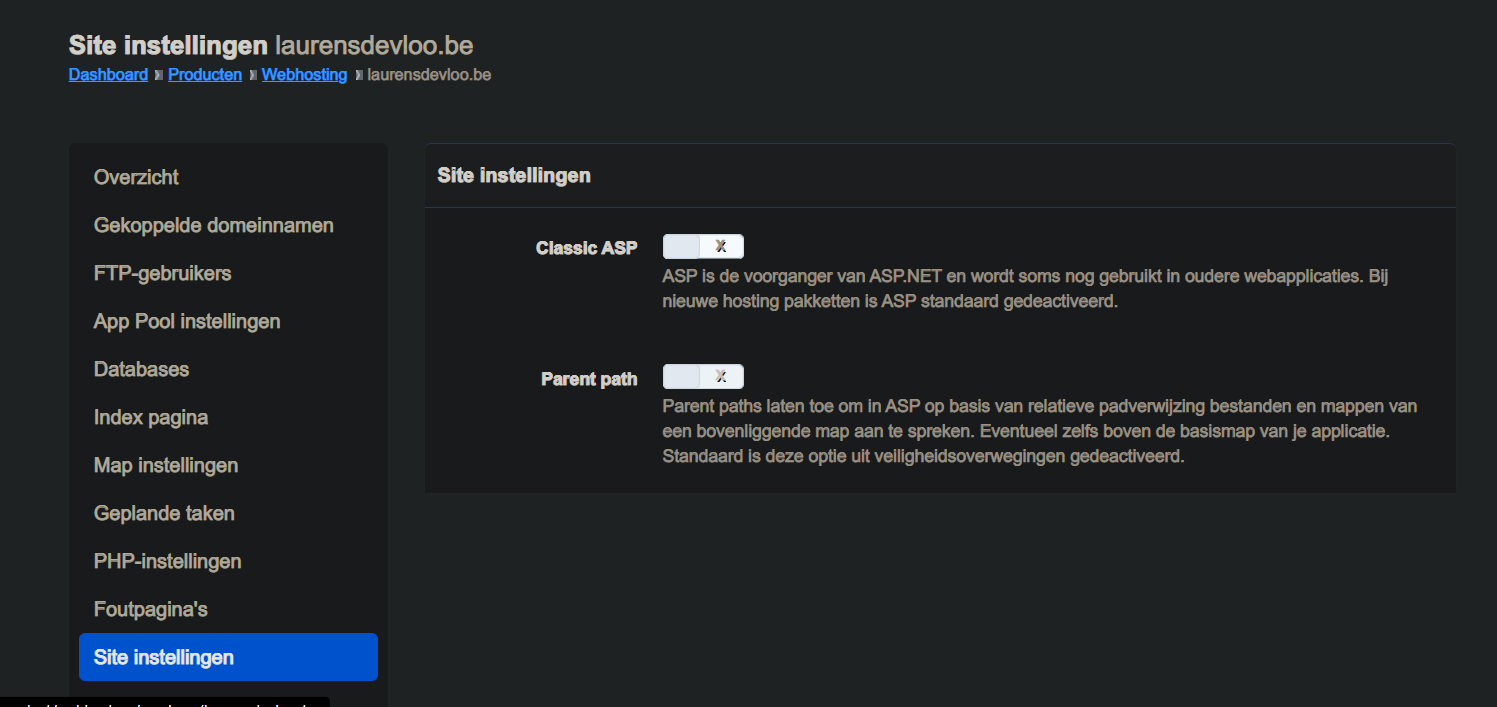 Site instellingen laurensdevloo.be
Dashboard » Producten » Webhosting » laurensdevloo.be
Overzicht
Gekoppelde domeinnamen
FTP-gebruikers
App Pool instellingen
Databases
Index pagina
Map instellingen
Geplande taken
PHP-instellingen
Foutpagina's
Site instellingen
Site instellingen
Classic ASP
X
ASP is de voorganger van ASP.NET en wordt soms nog gebruikt in oudere webapplicaties. Bij
nieuwe hosting pakketten is ASP standaard gedeactiveerd.
Parent path
X
Parent paths laten toe om in ASP op basis van relatieve padverwijzing bestanden en mappen van
een bovenliggende map aan te spreken. Eventueel zelfs boven de basismap van je applicatie.
Standaard is deze optie uit veiligheidsoverwegingen gedeactiveerd.